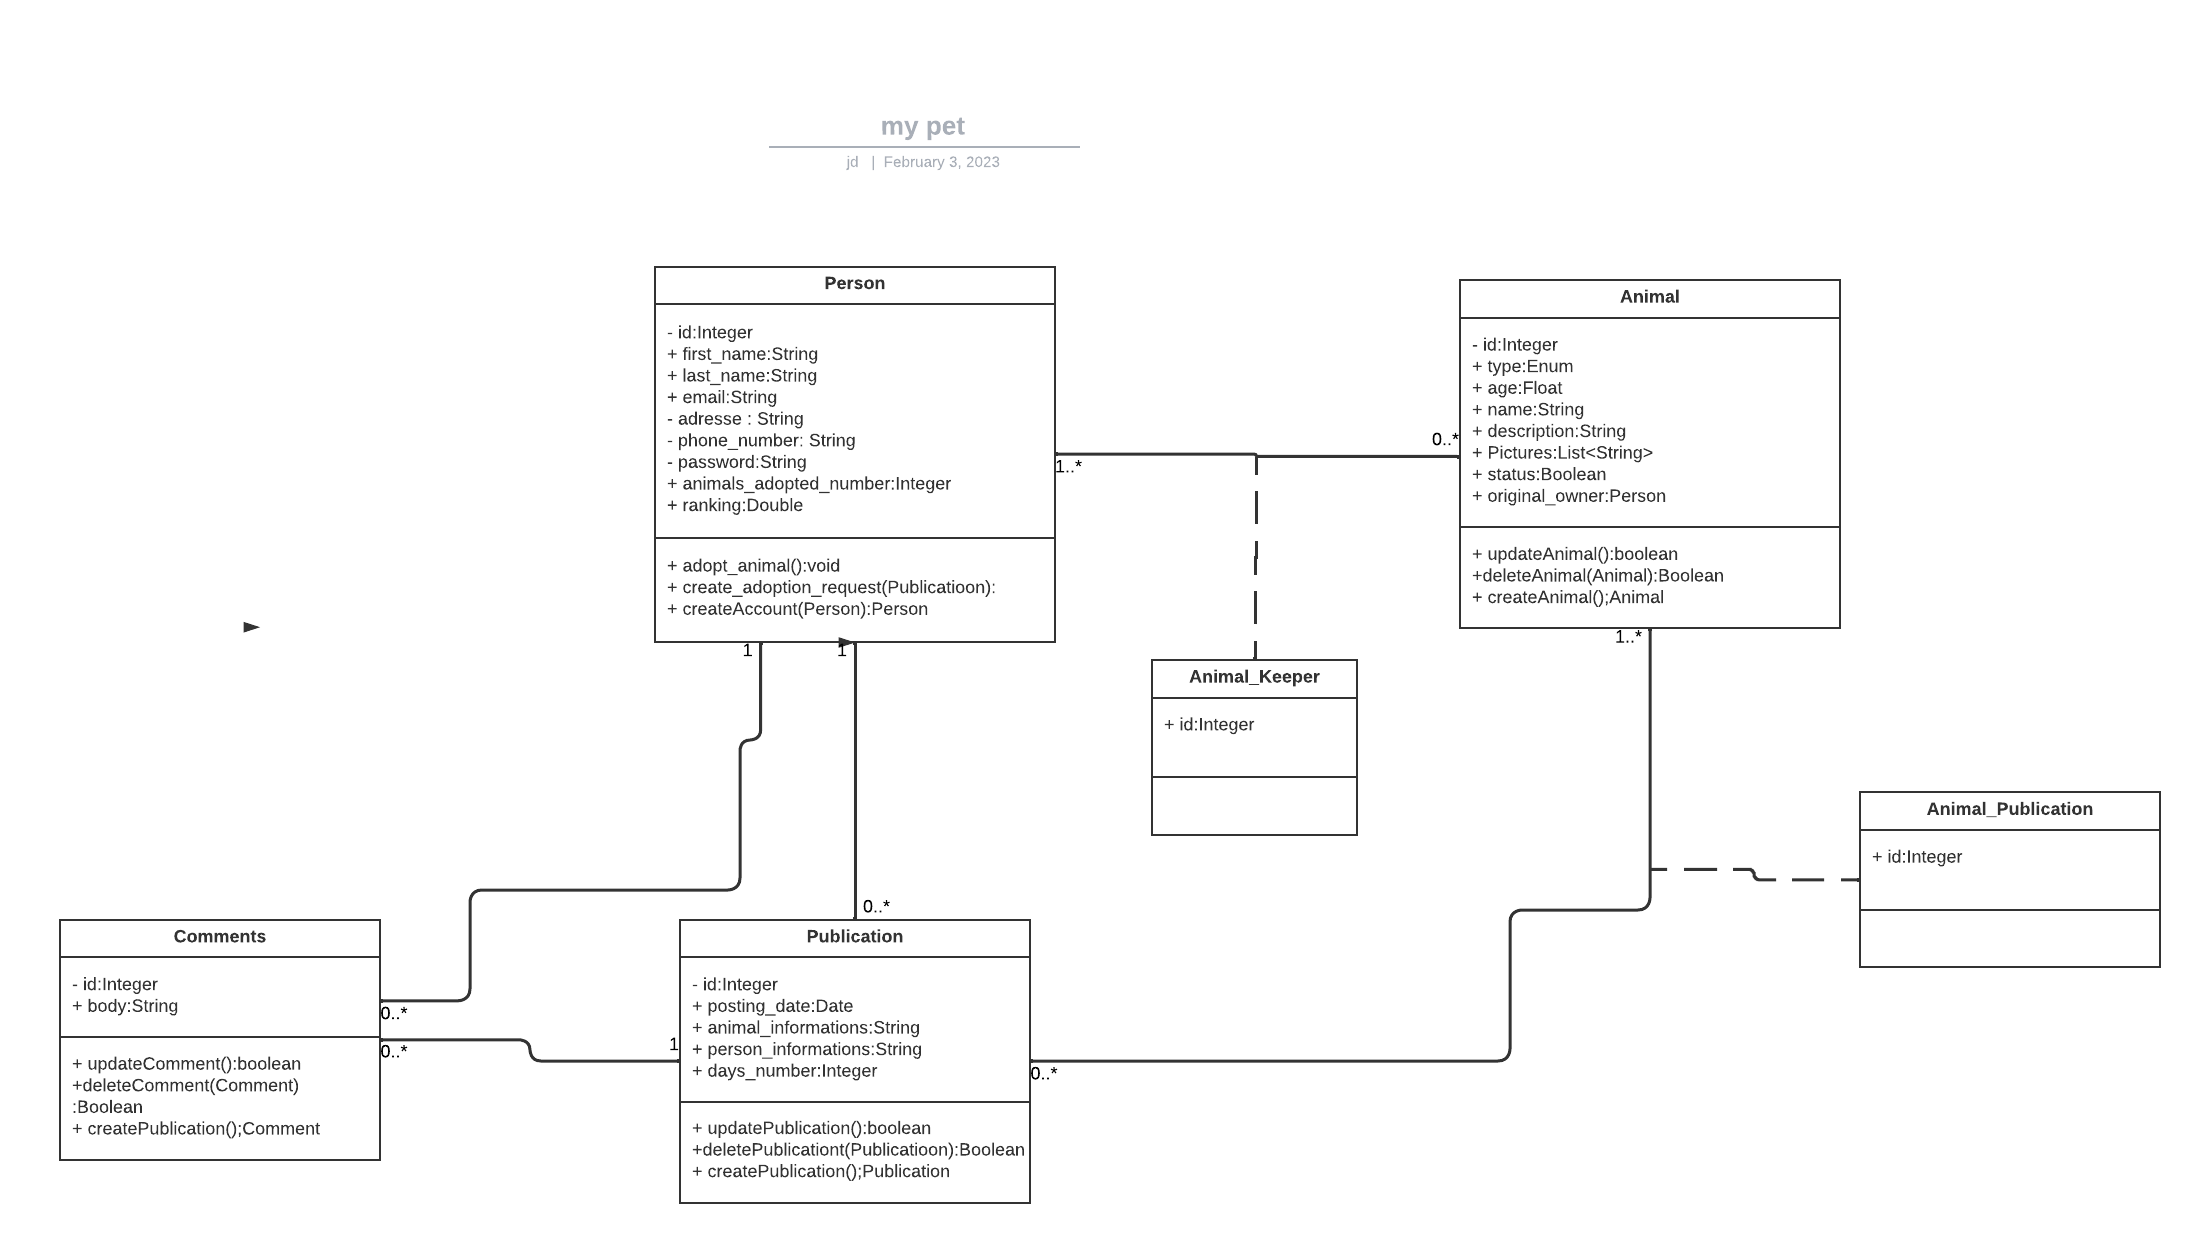 my pet
jd | February 3, 2023
Person
- id:Integer
+ first_name:String
+ last_name:String
+ email:String
- adresse : String
- phone_number: String
- password:String
+ animals_adopted_number:Integer
+ ranking:Double
+ adopt_animal():void
+ create_adoption_request(Publicatioon):
+ createAccount(Person):Person
1
1
1..*
0..*
Animal
- id:Integer
+ type:Enum
+ age:Float
+ name:String
+ description:String
+ Pictures:List<String>
+ status:Boolean
+ original_owner:Person
+ updateAnimal():boolean
+deleteAnimal(Animal):Boolean
+ createAnimal();Animal
1..*
Animal_Keeper
+ id:Integer
Animal_Publication
+ id:Integer
Comments
- id:Integer
+ body:String
+ updateComment():boolean
+deleteComment(Comment)
:Boolean
+ createPublication();Comment
0..*
0..*
0..*
1
Publication
- id:Integer
+ posting_date:Date
+ animal_informations:String
+ person_informations:String
+ days_number:Integer
+ updatePublication():boolean
+deletePublicationt(Publicatioon):Boolean
+ createPublication();Publication
0..*